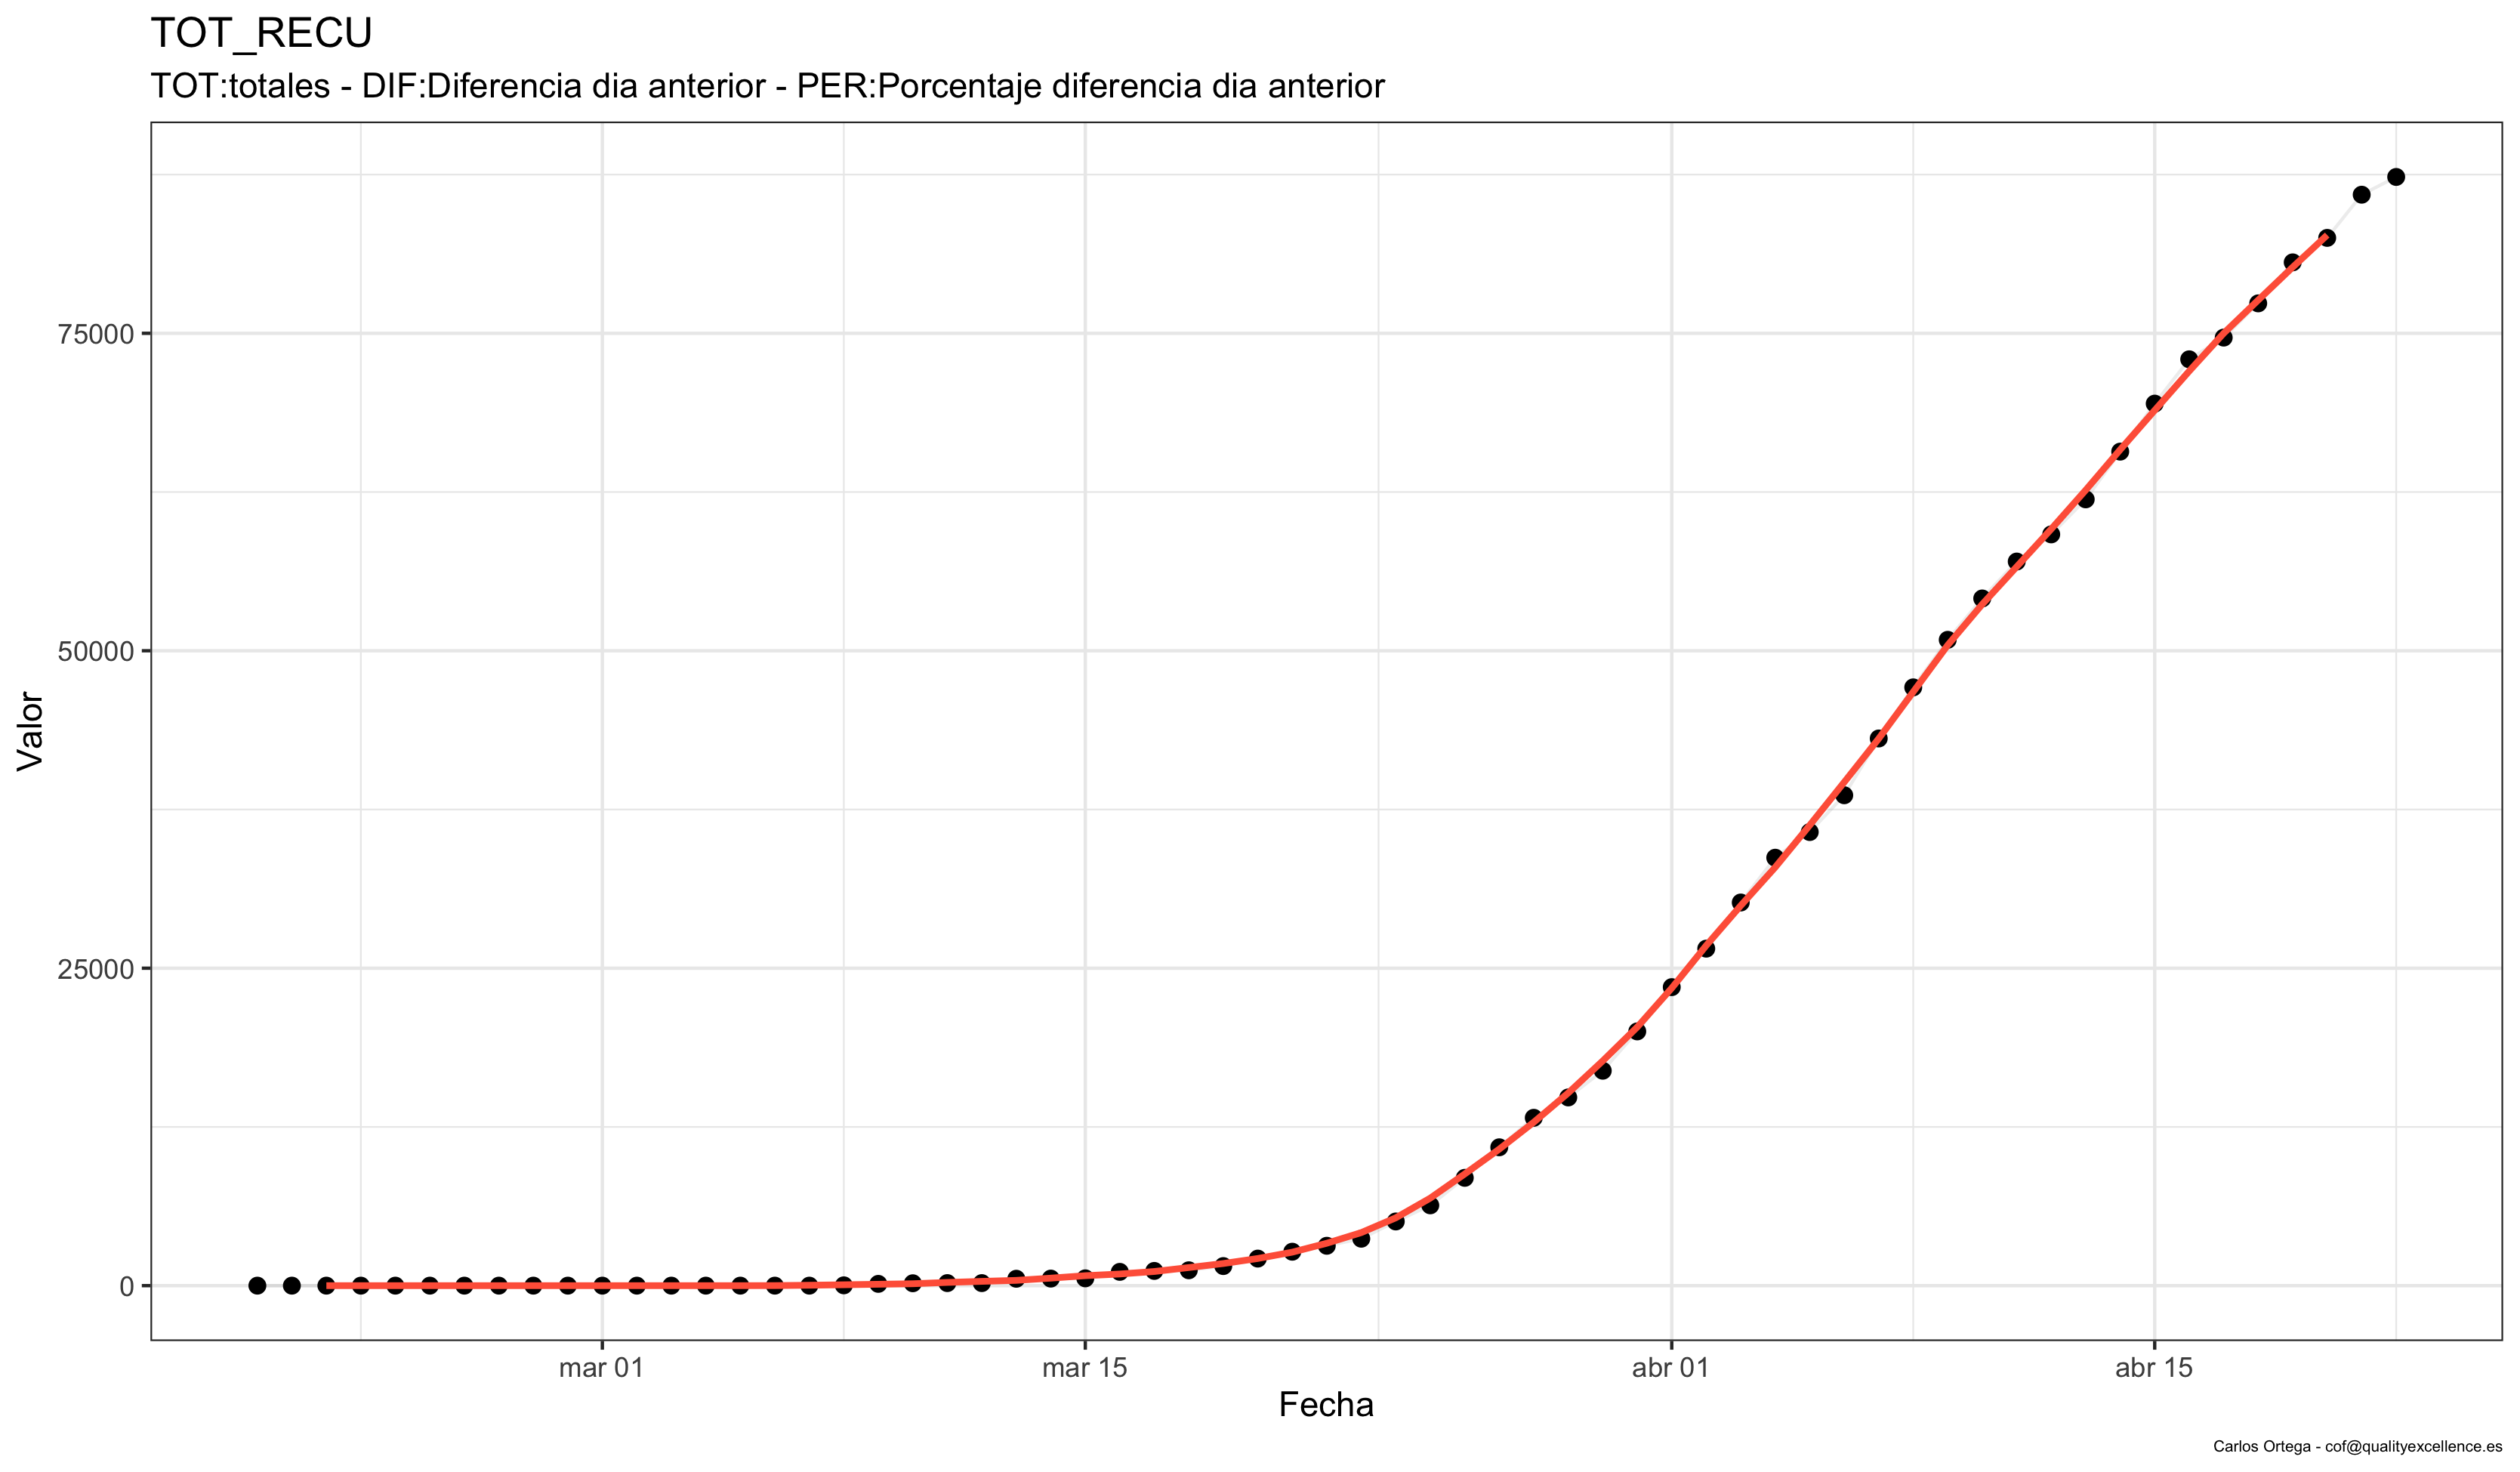 TOT_RECU
TOT:totales - DIF:Diferencia dia anterior - PER:Porcentaje diferencia dia anterior
Valor
75000
50000
25000
0
mar 01 mar 15 abr 01 abr 15
Fecha
Carlos Ortega - cof@qualityexcellence.es